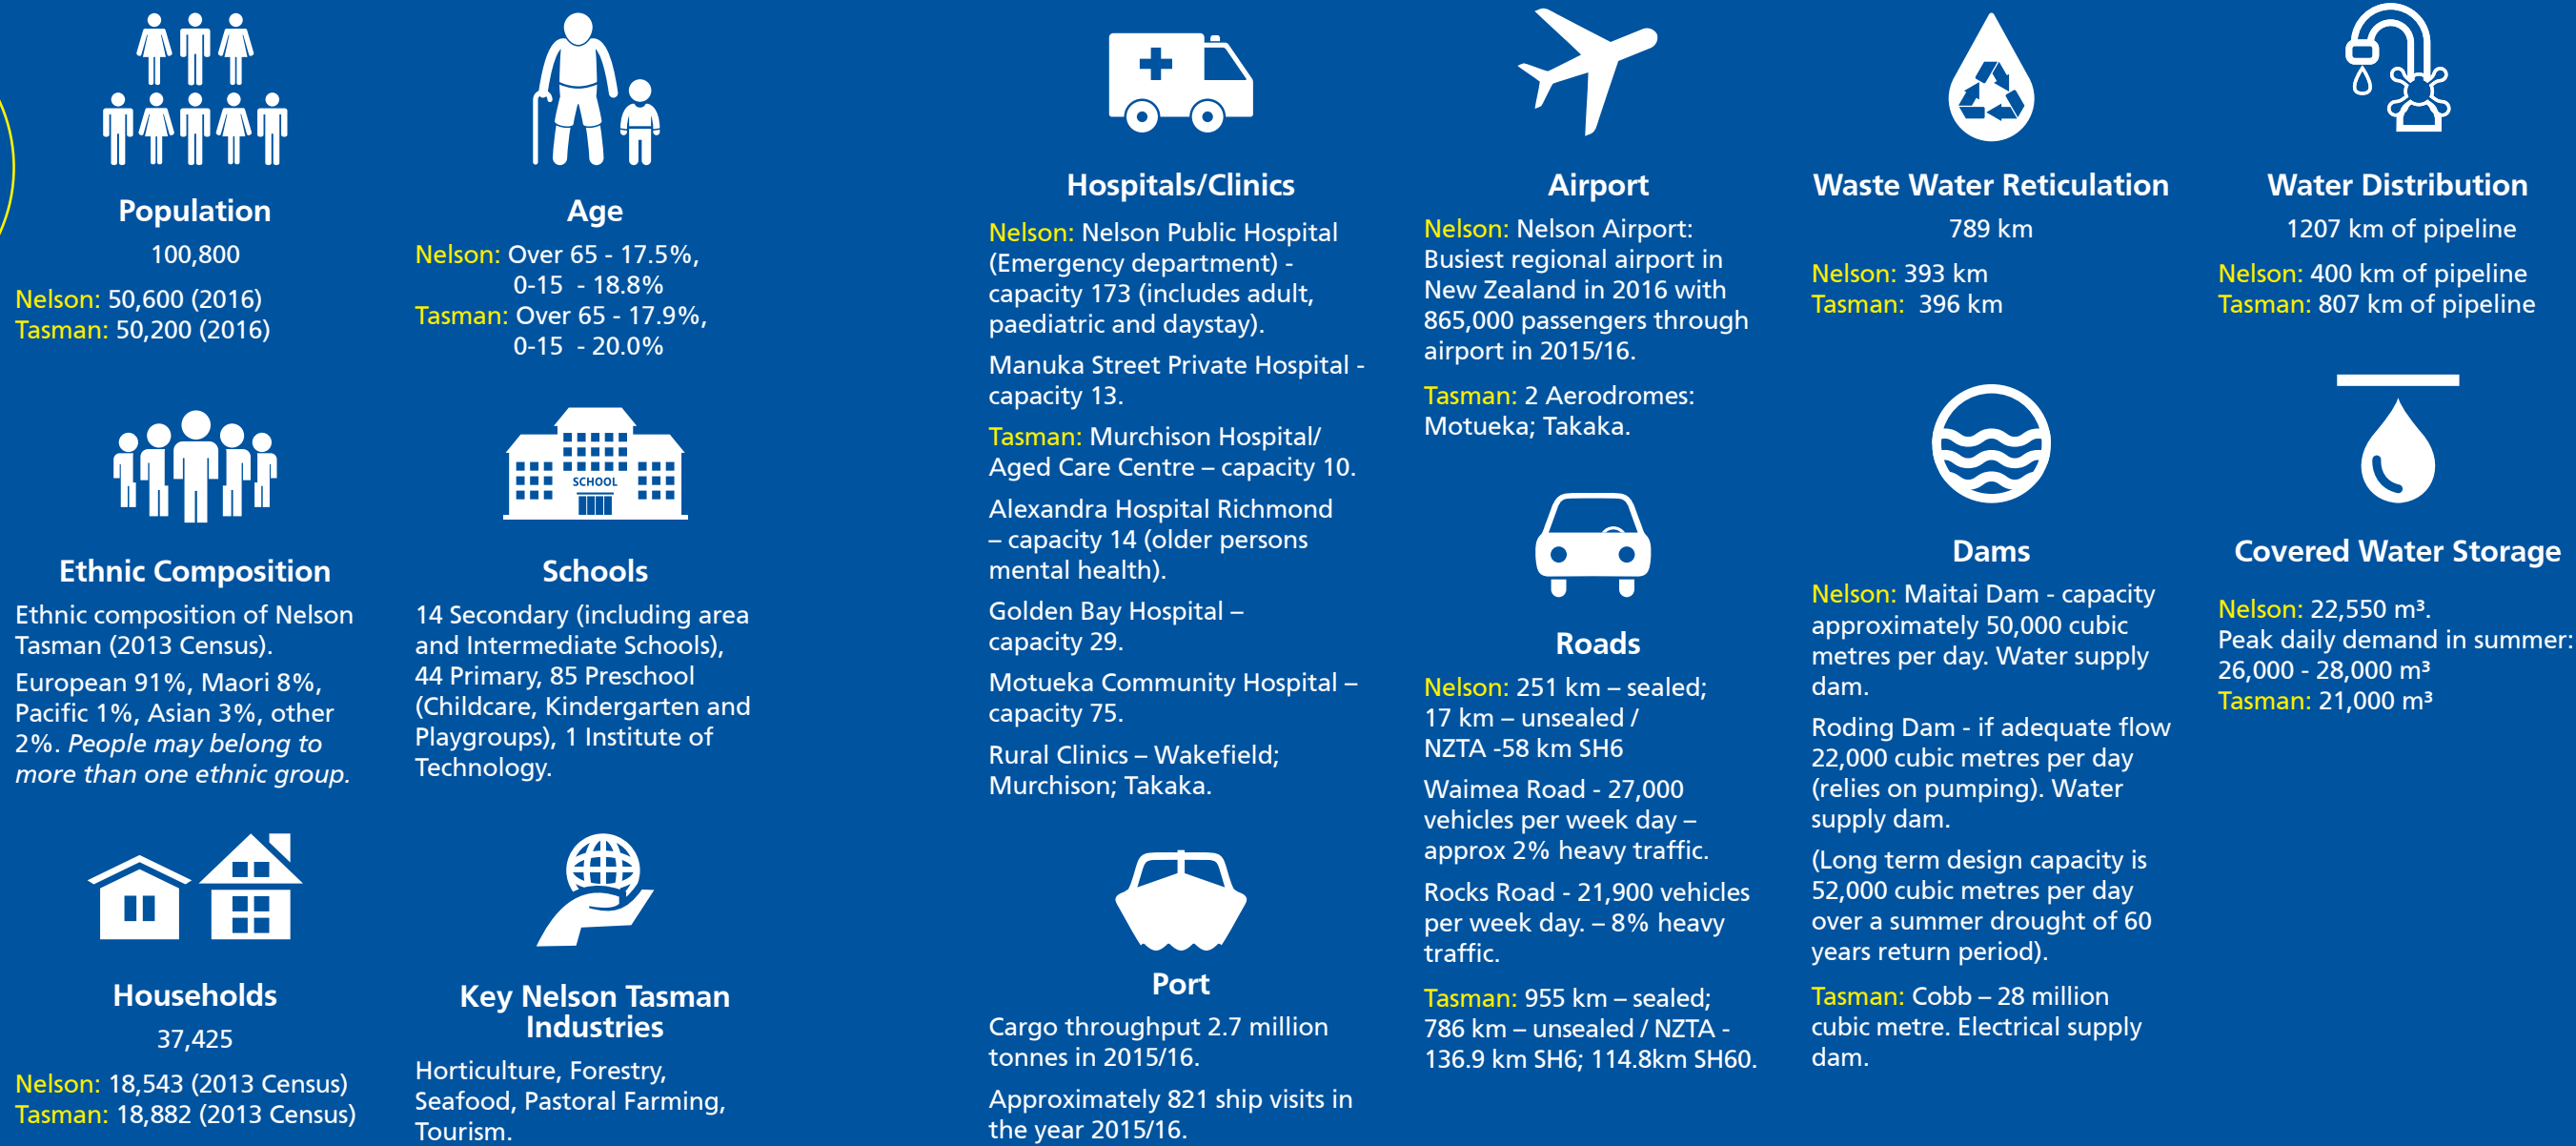 Population
100,800
Nelson: 50,600 (2016)
Tasman: 50,200 (2016)
Age
Nelson: Over 65 - 17.5%,
0-15 - 18.8%
Tasman: Over 65 - 17.9%,
0-15 - 20.0%
Ethnic Composition
Ethnic composition of Nelson
Tasman (2013 Census).
European 91%, Maori 8%,
Pacific 1%, Asian 3%, other
2%. People may belong to
more than one ethnic group.
SCHOOL
Schools
14 Secondary (including area
and Intermediate Schools),
44 Primary, 85 Preschool
(Childcare, Kindergarten and
Playgroups), 1 Institute of
Technology.
Households
37,425
Nelson: 18,543 (2013 Census)
Tasman: 18,882 (2013 Census)
Key Nelson Tasman
Industries
Horticulture, Forestry,
Seafood, Pastoral Farming,
Tourism.
Hospitals/Clinics
Nelson: Nelson Public Hospital
(Emergency department) -
capacity 173 (includes adult,
paediatric and daystay).
Manuka Street Private Hospital -
capacity 13.
Tasman: Murchison Hospital/
Aged Care Centre – capacity 10.
Alexandra Hospital Richmond
– capacity 14 (older persons
mental health).
Golden Bay Hospital –
capacity 29.
Motueka Community Hospital –
capacity 75.
Rural Clinics – Wakefield;
Murchison; Takaka.
Port
Cargo throughput 2.7 million
tonnes in 2015/16.
Approximately 821 ship visits in
the year 2015/16.
Airport
Nelson: Nelson Airport:
Busiest regional airport in
New Zealand in 2016 with
865,000 passengers through
airport in 2015/16.
Tasman: 2 Aerodromes:
Motueka; Takaka.
Roads
Nelson: 251 km – sealed;
17 km – unsealed /
NZTA -58 km SH6
Waimea Road - 27,000
vehicles per week day –
approx 2% heavy traffic.
Rocks Road - 21,900 vehicles
per week day. – 8% heavy
traffic.
Tasman: 955 km – sealed;
786 km – unsealed / NZTA -
136.9 km SH6; 114.8km SH60.
Waste Water Reticulation
789 km
Nelson: 393 km
Tasman: 396 km
Dams
Nelson: Maitai Dam - capacity
approximately 50,000 cubic
metres per day. Water supply
dam.
Roding Dam - if adequate flow
22,000 cubic metres per day
(relies on pumping). Water
supply dam.
(Long term design capacity is
52,000 cubic metres per day
over a summer drought of 60
years return period).
Tasman: Cobb – 28 million
cubic metre. Electrical supply
dam.
Water Distribution
1207 km of pipeline
Nelson: 400 km of pipeline
Tasman: 807 km of pipeline
Covered Water Storage
Nelson: 22,550 m³.
Peak daily demand in summer:
26,000 - 28,000 m³
Tasman: 21,000 m³